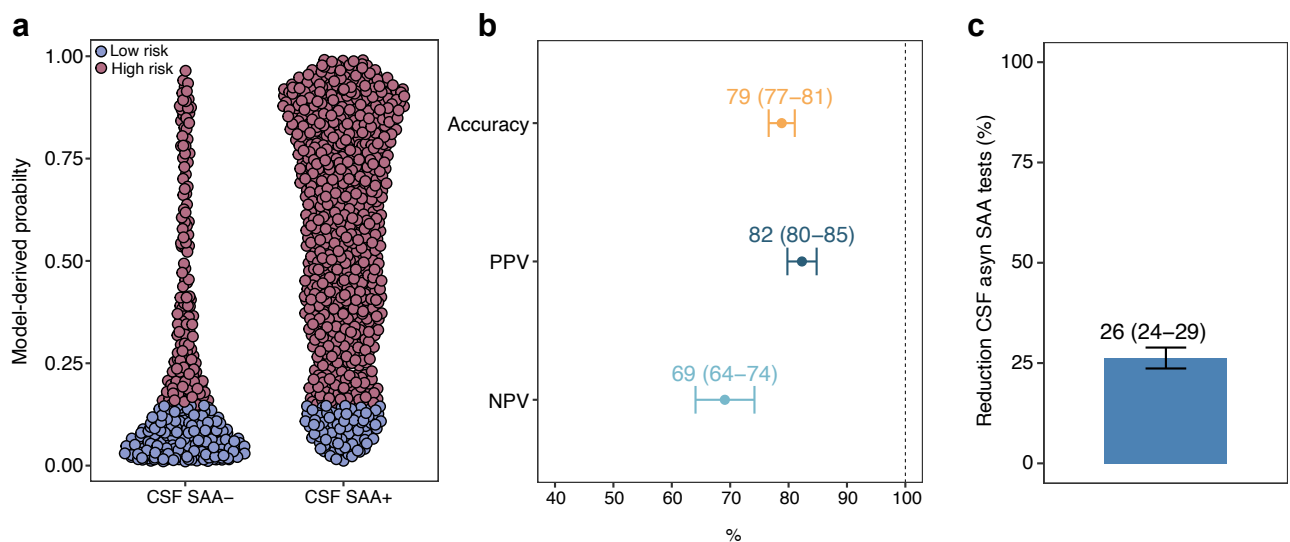 a
Model-derived proabilty
1.00
0.75
0.50
0.25
0.00
Low risk
High risk
CSF SAA−
CSF SAA+
b
Accuracy
PPV
NPV
79 (77−81)
82 (80−85)
69 (64−74)
40
50
60
70
80
90
100
%
c
Reduction CSF asyn SAA tests (%)
100
75
50
25
0
26 (24−29)